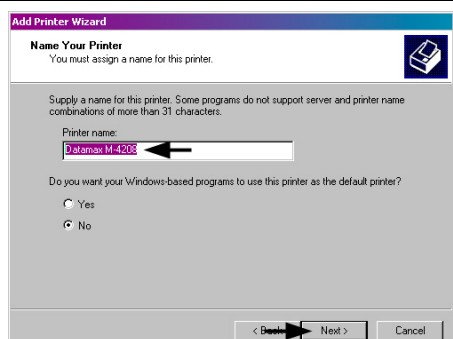 Add Printer Wizard
Name Your Printer
You must assign a name for this printer.
Supply a name for this printer. Some programs do not support server and printer name
combinations of more than 31 characters.
Printer name:
Datamax M-4208
Do you want your Windows-based programs to use this printer as the default printer?
Yes
No
< Back Next > Cancel